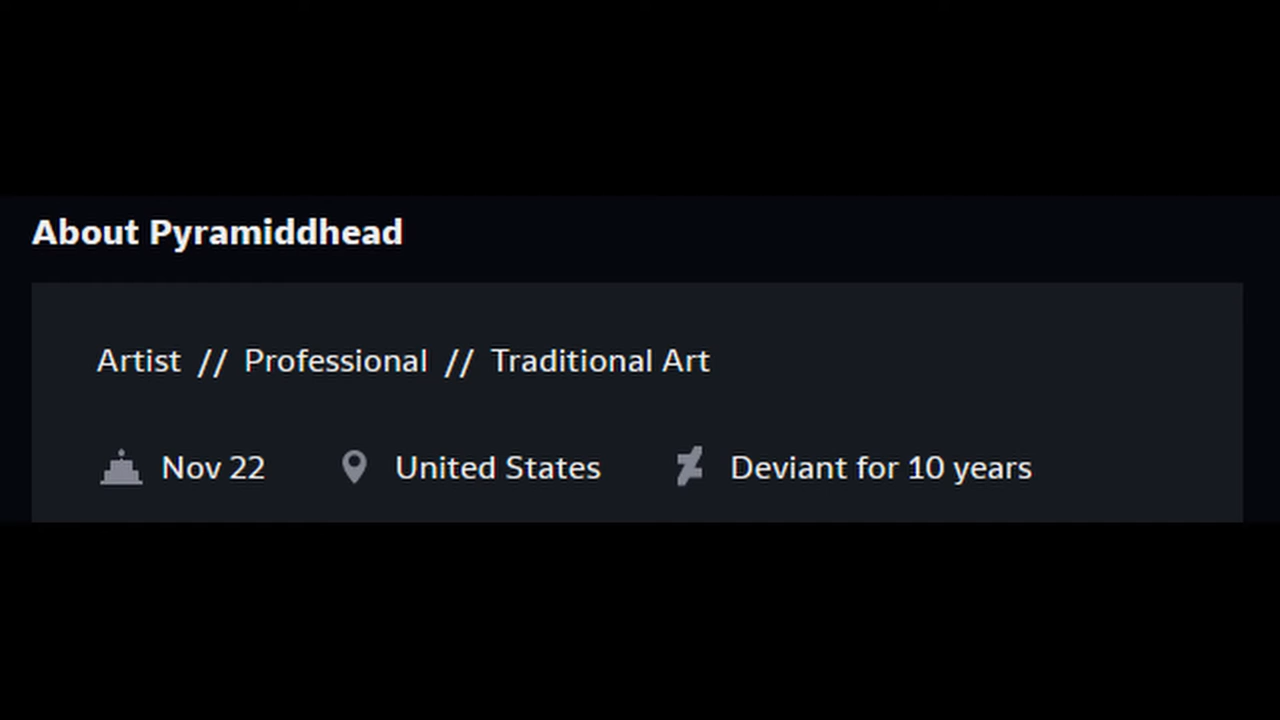 About Pyramiddhead
Artist // Professional // Traditional Art
Nov 22 United States Deviant for 10 years